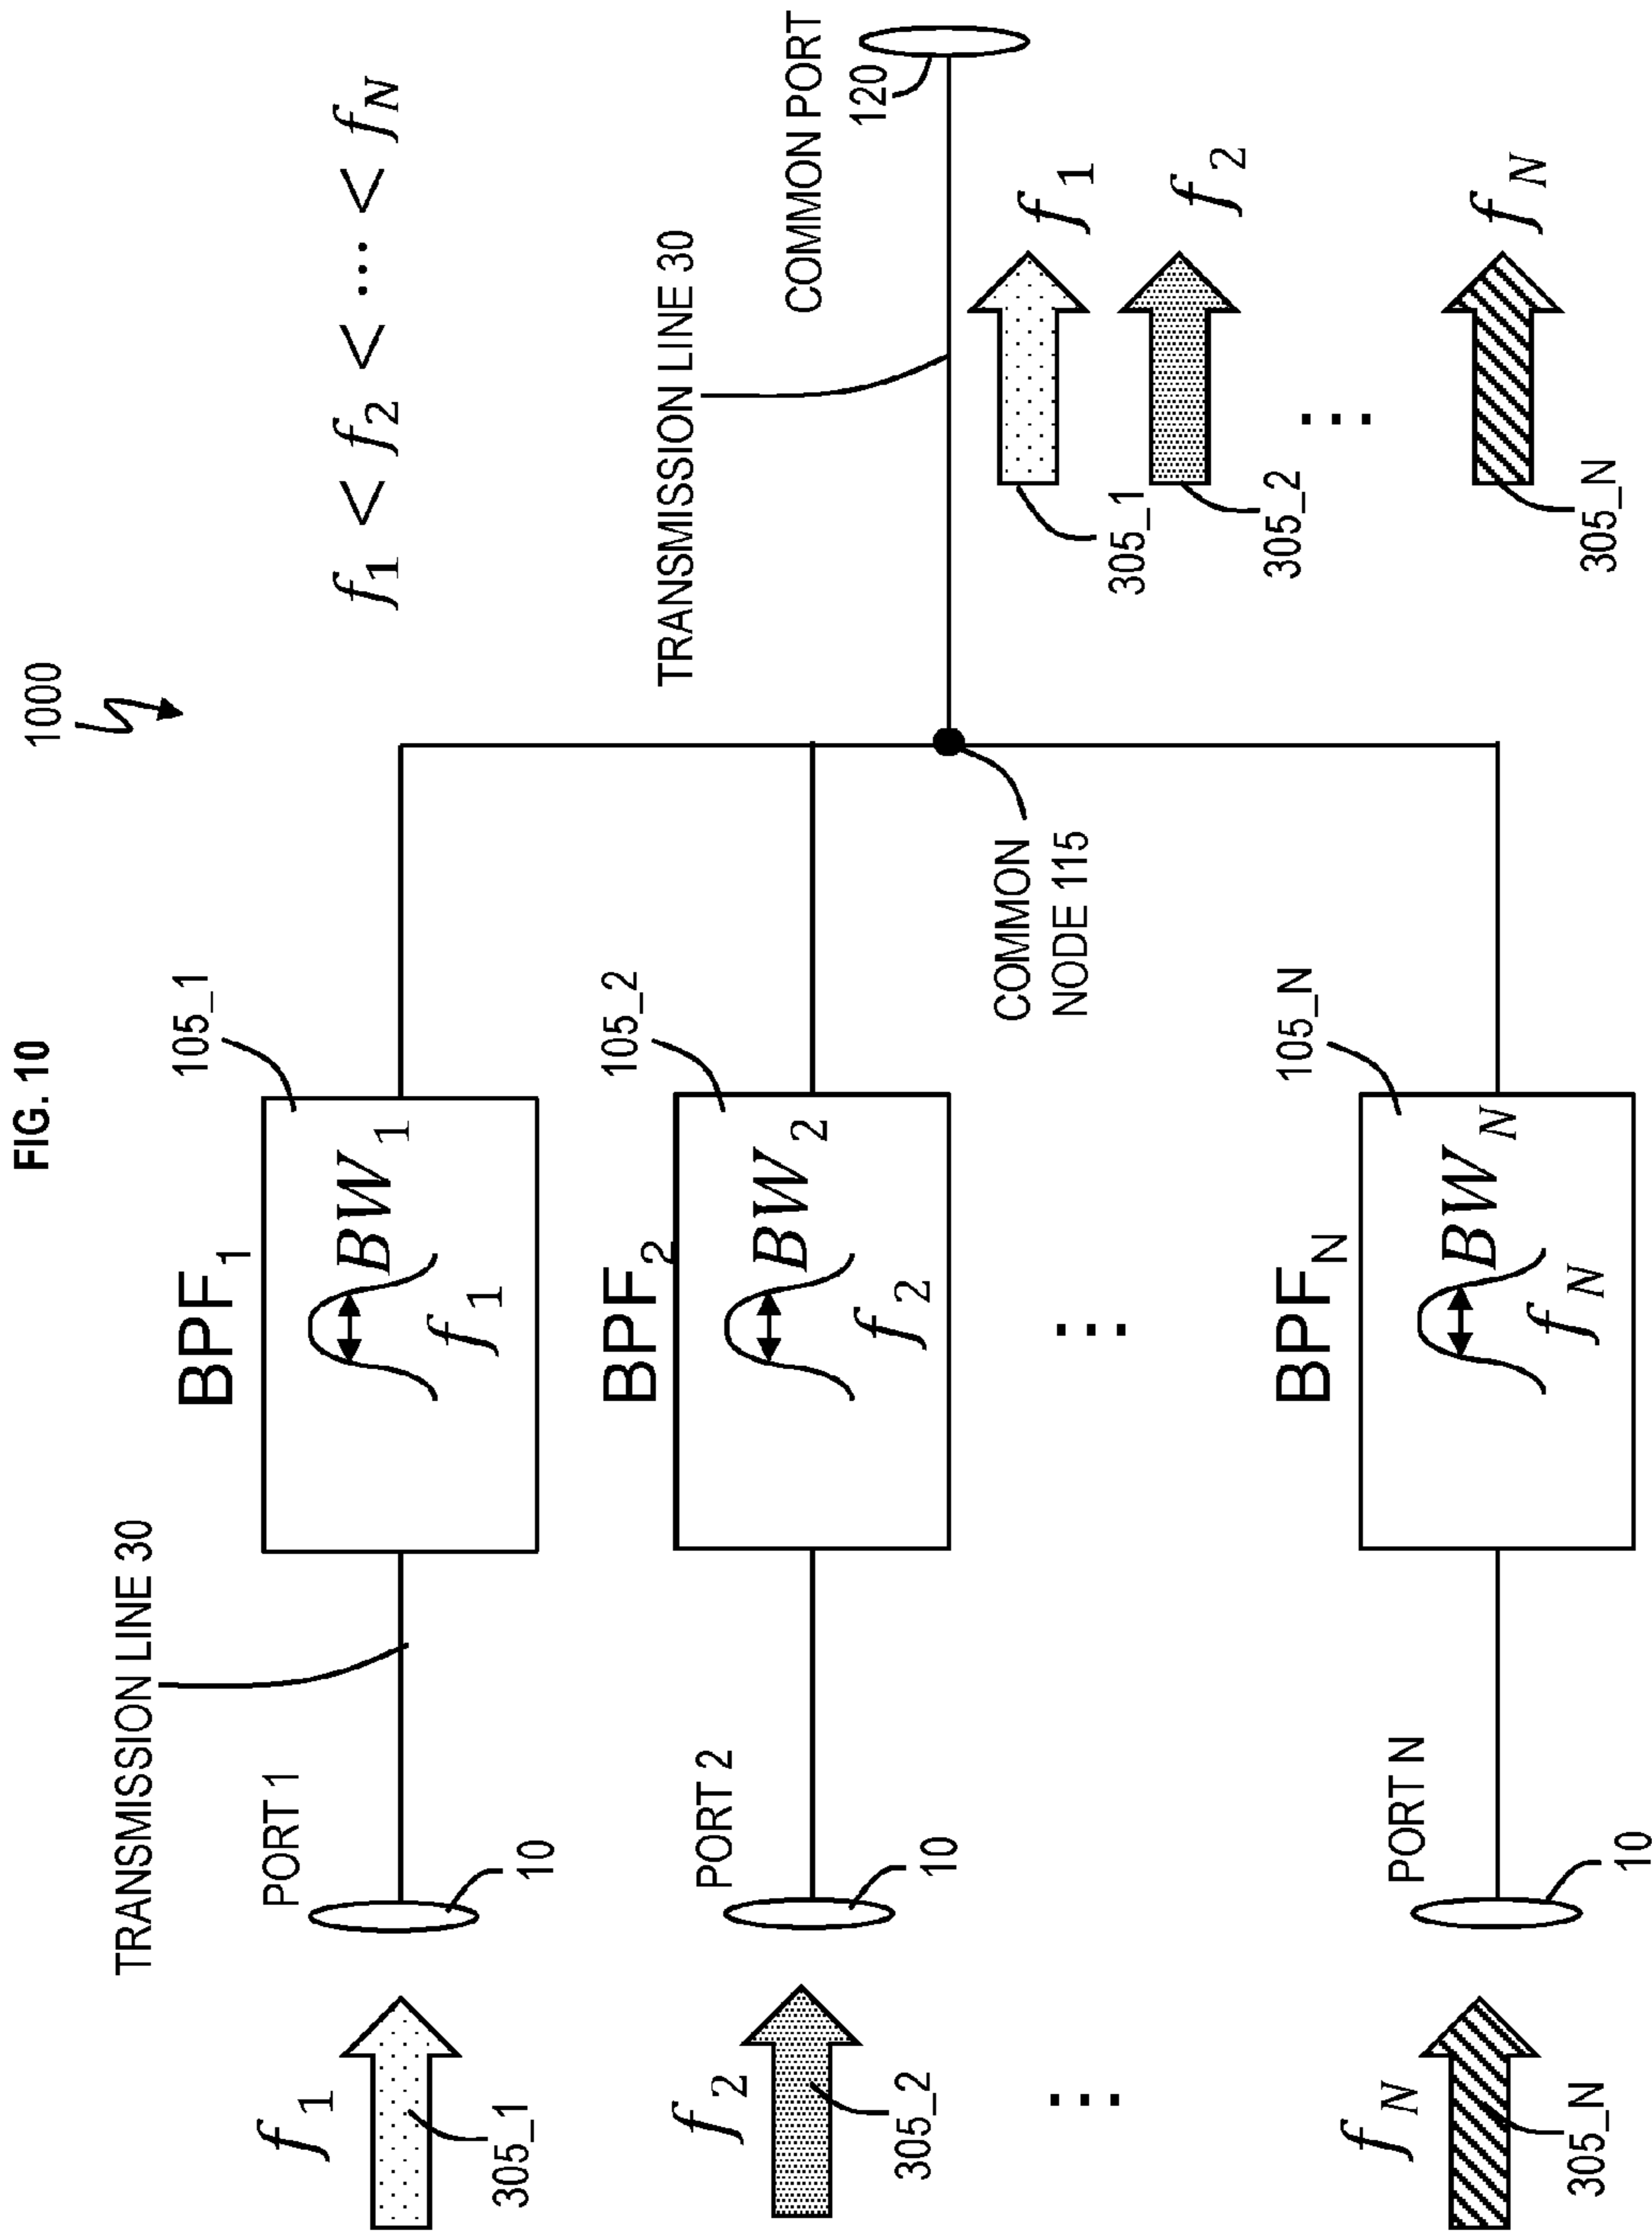 FIG. 10
1000
f1 < f2 < ... < fN
TRANSMISSION LINE 30
PORT 1
10
f1
305_1
BPF1
BW1
f1
105_1
TRANSMISSION LINE 30
COMMON PORT
120
PORT 2
10
f2
305_2
BPF2
BW2
f2
105_2
COMMON
NODE 115
f1
305_1
f2
305_2
...
fN
305_N
...
...
PORT N
10
fN
305_N
BPFN
BWN
fN
105_N